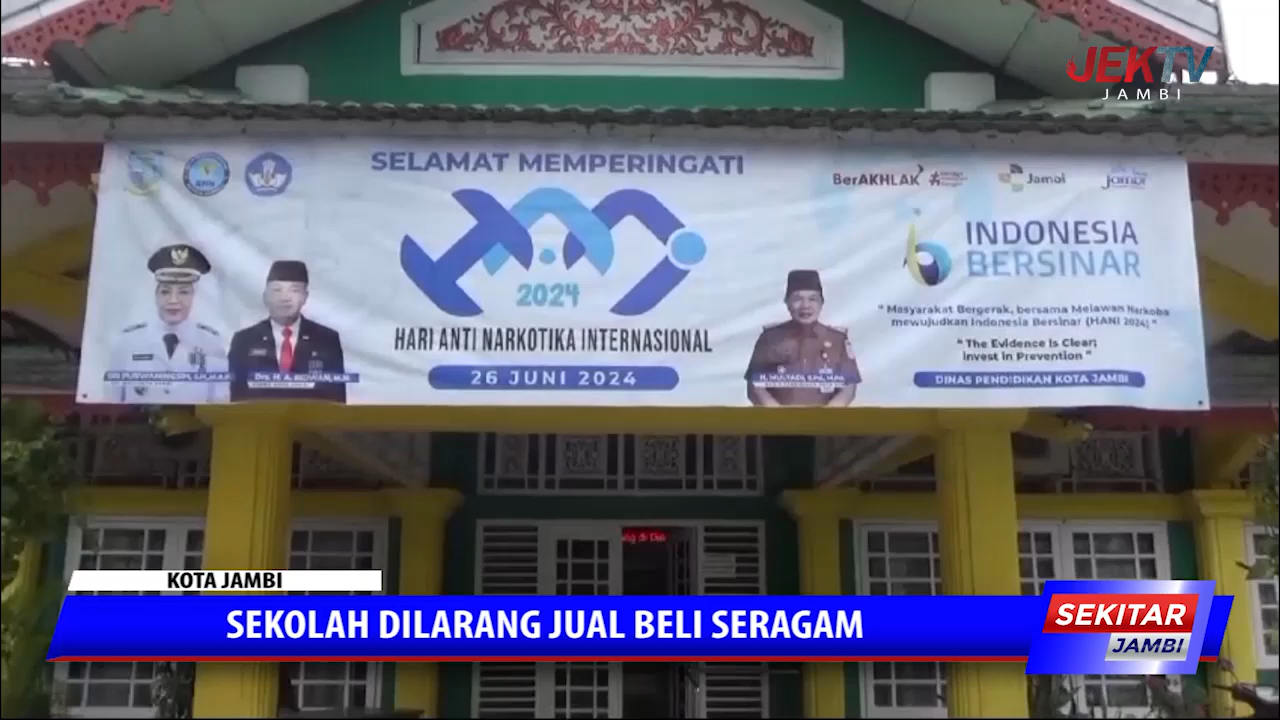 JEKTV
JAMBI
SELAMAT MEMPERINGATI
BNN
BerAKHLAK
Jambi
Jambi
2024
HARI ANTI NARKOTIKA INTERNASIONAL
26 JUNI 2024
INDONESIA
BERSINAR
" Masyarakat Bergerak, bersama Melawan Narkoba
mewujudkan Indonesia Bersinar (HANI 2024) "
" The Evidence Is Clear;
Invest in Prevention "
DINAS PENDIDIKAN KOTA JAMBI
KOTA JAMBI
SEKOLAH DILARANG JUAL BELI SERAGAM
SEKITAR
JAMBI